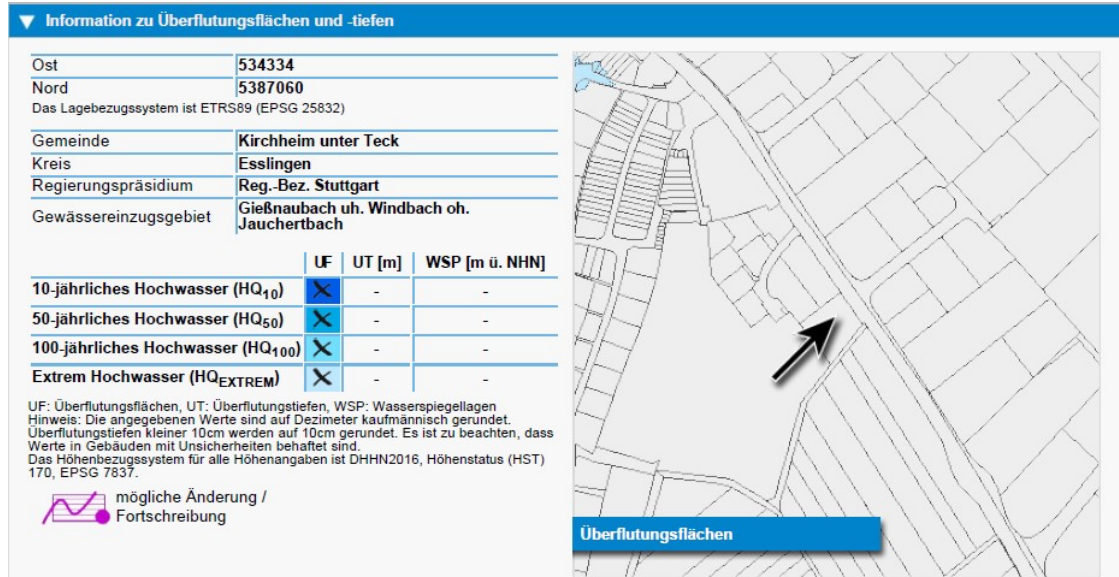 Information zu Überflutungsflächen und -tiefen
Ost 534334
Nord 5387060
Das Lagebezugssystem ist ETRS89 (EPSG 25832)
Gemeinde Kirchheim unter Teck
Kreis Esslingen
Regierungspräsidium Reg.-Bez. Stuttgart
Gewässereinzugsgebiet Gießnaubach uh. Windbach oh.
Jauchertbach
UF UT [m] WSP [m ü. NHN]
10-jährliches Hochwasser (HQ10) - -
50-jährliches Hochwasser (HQ50) - -
100-jährliches Hochwasser (HQ100) - -
Extrem Hochwasser (HQEXTREM) - -
UF: Überflutungsflächen, UT: Überflutungstiefen, WSP: Wasserspiegellagen
Hinweis: Die angegebenen Werte sind auf Dezimeter kaufmännisch gerundet.
Überflutungstiefen kleiner 10cm werden auf 10cm gerundet. Es ist zu beachten, dass
Werte in Gebäuden mit Unsicherheiten behaftet sind.
Das Höhenbezugssystem für alle Höhenangaben ist DHHN2016, Höhenstatus (HST)
170, EPSG 7837.
mögliche Änderung /
Fortschreibung
Überflutungsflächen